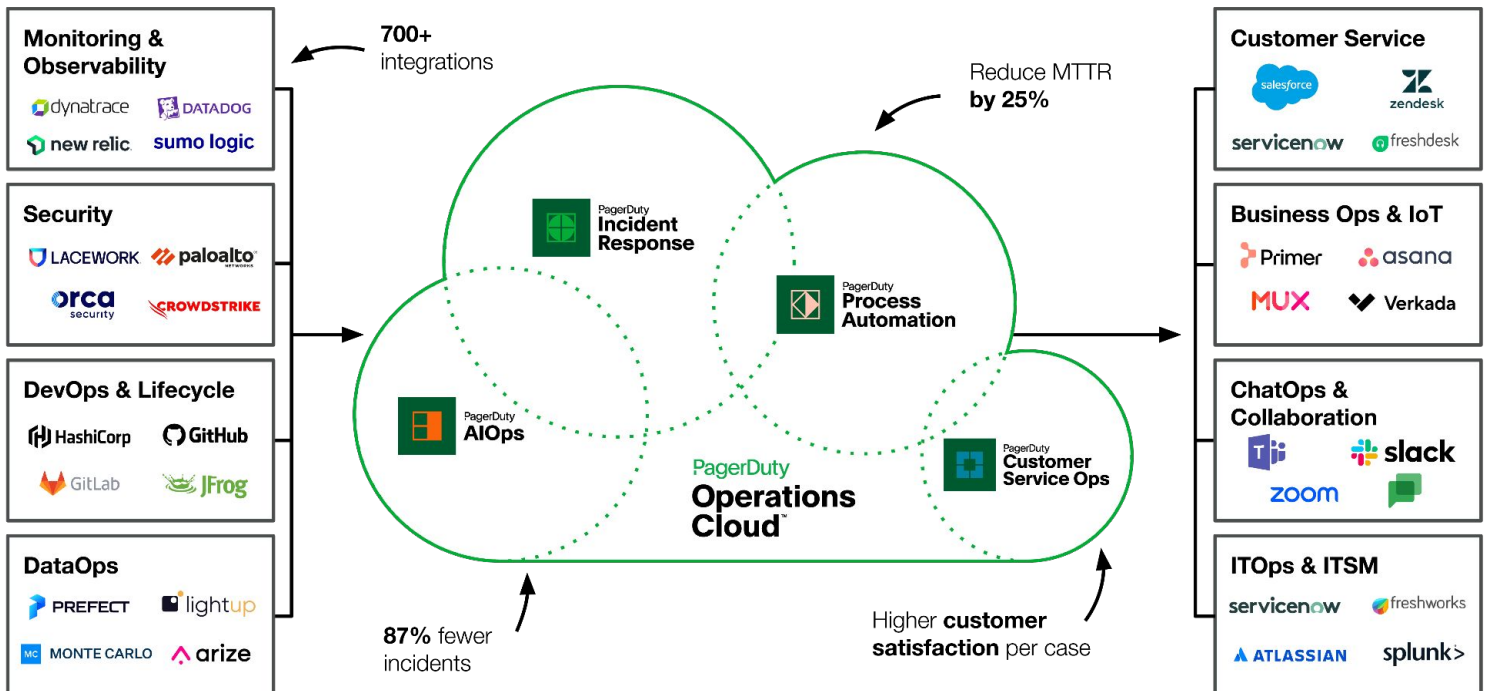 Monitoring &
Observability
dynatrace
DATADOG
new relic
sumo logic
700+
integrations
Security
LACEWORK
paloalto
NETWORKS
orca
security
CROWDSTRIKE
DevOps & Lifecycle
HashiCorp
GitHub
GitLab
JFrog
DataOps
PREFECT
lightup
MC
MONTE CARLO
arize
Reduce MTTR
by 25%
PagerDuty
Incident
Response
PagerDuty
Process
Automation
PagerDuty
AIOps
PagerDuty
Customer
Service Ops
PagerDuty
Operations
Cloud™
87% fewer
incidents
Higher customer
satisfaction per case
Customer Service
salesforce
zendesk
servicenow
freshdesk
Business Ops & IoT
Primer
asana
MUX
Verkada
ChatOps &
Collaboration
T
slack
zoom
ITOps & ITSM
servicenow
freshworks
ATLASSIAN
splunk>